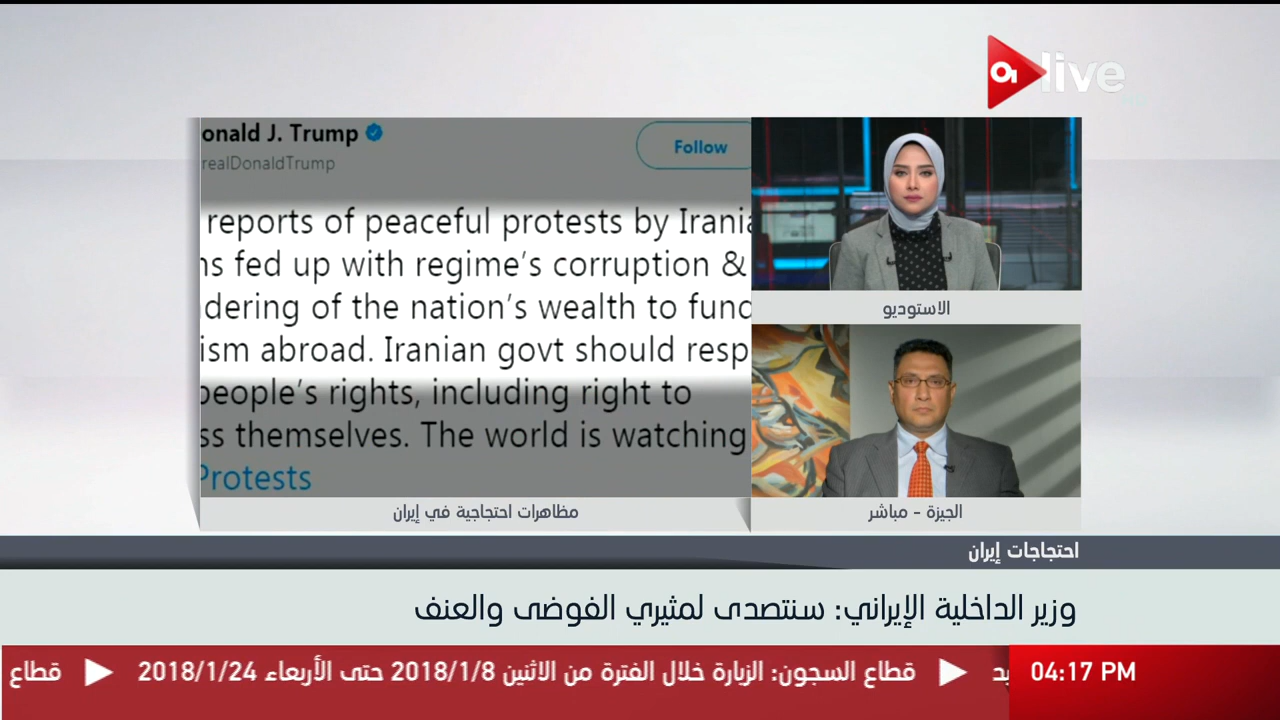 live
onald J. Trump
realDonaldTrump
Follow
reports of peaceful protests by Irania
ns fed up with regime's corruption &
ndering of the nation's wealth to fund
ism abroad. Iranian govt should resp
people's rights, including right to
ss themselves. The world is watching
Protests
الاستوديو
مظاهرات احتجاجية في إيران
الجيزة - مباشر
احتجاجات إيران
وزير الداخلية الإيراني: سنتصدى لمثيري الفوضى والعنف
قطاع السجون: الزيارة خلال الفترة من الاثنين 2018/1/8 حتى الأربعاء 2018/1/24
قطاع
04:17 PM